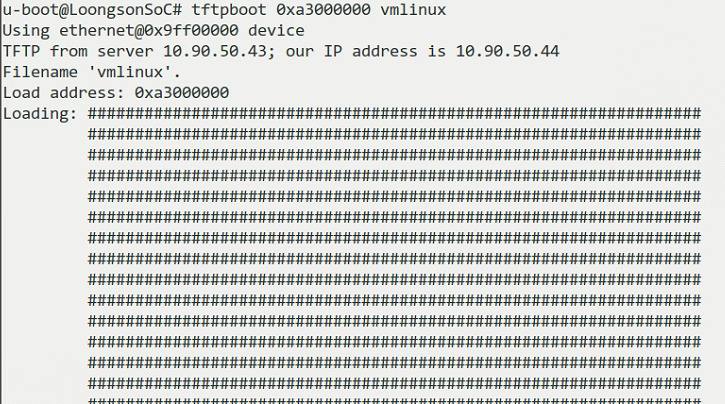 u-boot@LoongsonSoC# tftpboot 0xa3000000 vmlinux
Using ethernet@0x9ff00000 device
TFTP from server 10.90.50.43; our IP address is 10.90.50.44
Filename 'vmlinux'.
Load address: 0xa3000000
Loading: #################################################################
#################################################################
#################################################################
#################################################################
#################################################################
#################################################################
#################################################################
#################################################################
#################################################################
#################################################################
#################################################################
#################################################################
#################################################################
#################################################################
#################################################################